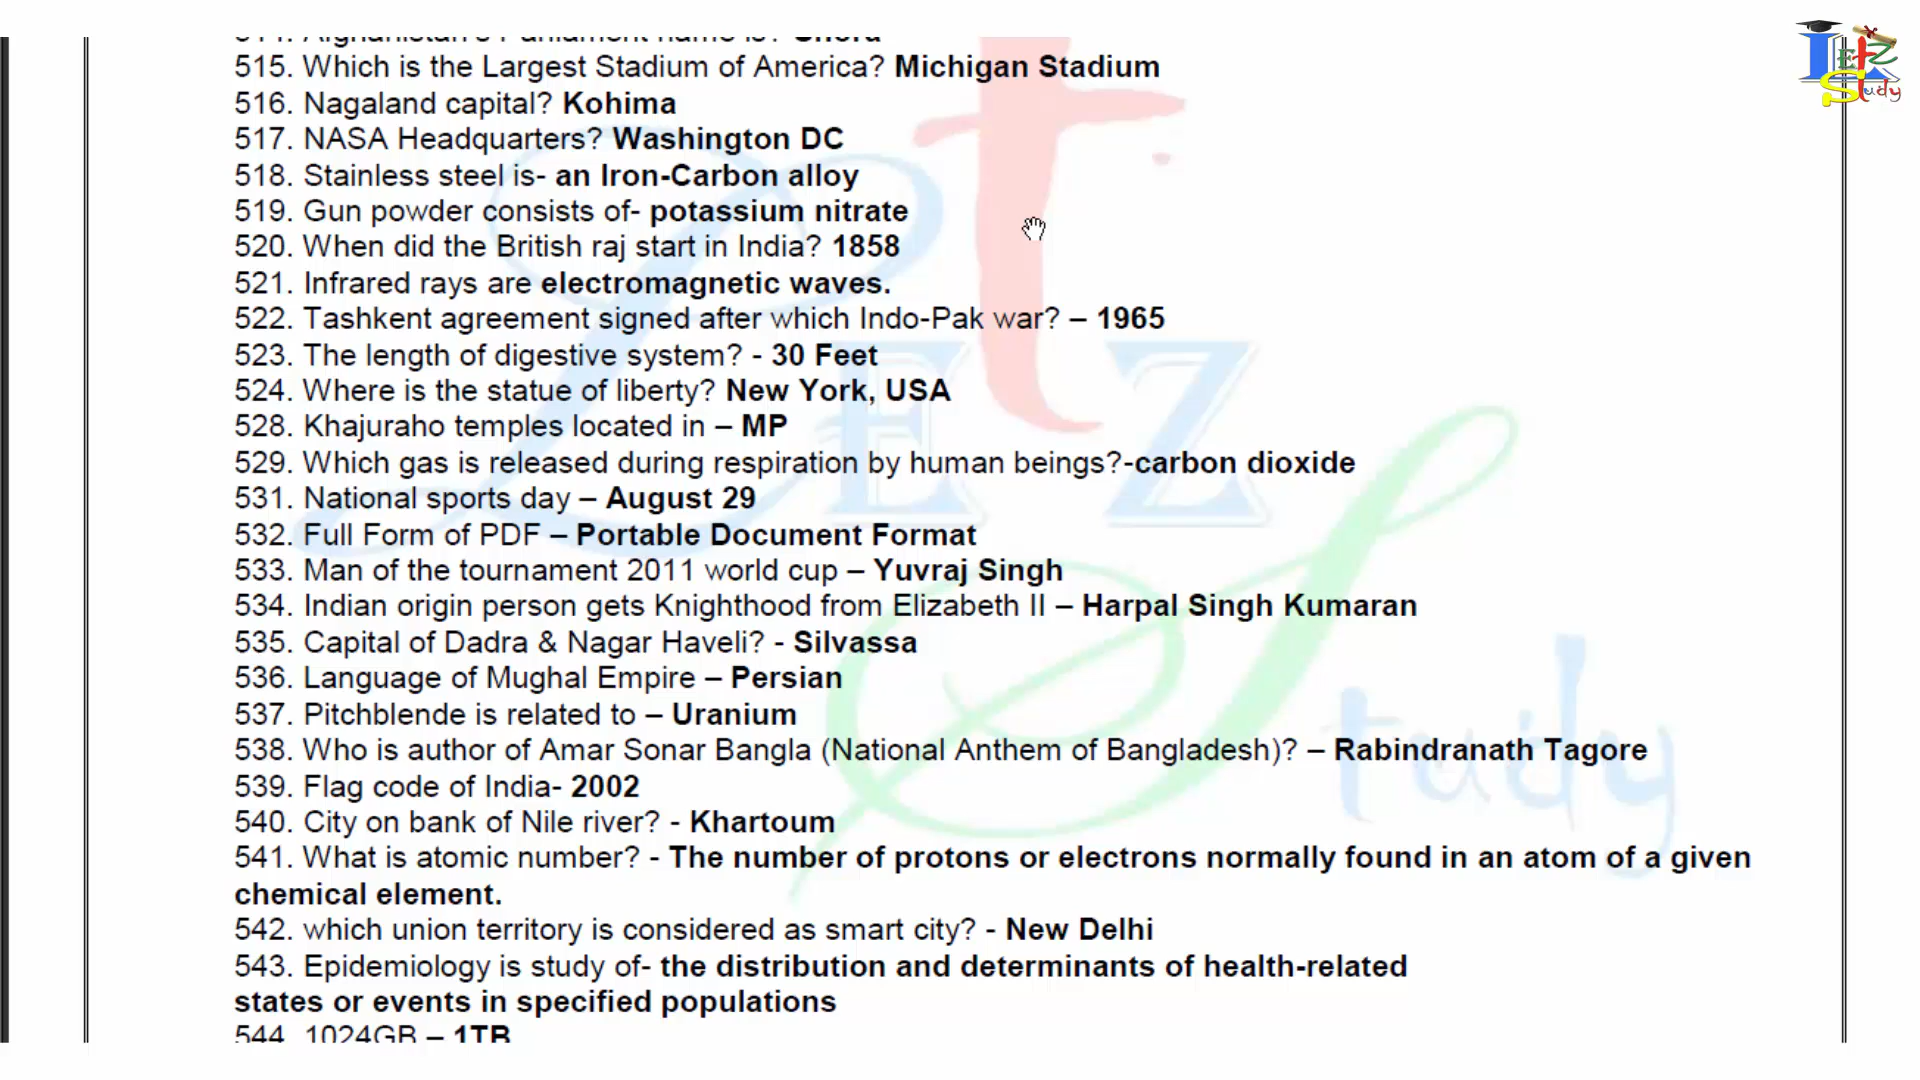 514. Afghanistan's Parliament name is? Shora
515. Which is the Largest Stadium of America? Michigan Stadium
516. Nagaland capital? Kohima
517. NASA Headquarters? Washington DC
518. Stainless steel is- an Iron-Carbon alloy
519. Gun powder consists of- potassium nitrate
520. When did the British raj start in India? 1858
521. Infrared rays are electromagnetic waves.
522. Tashkent agreement signed after which Indo-Pak war? – 1965
523. The length of digestive system? - 30 Feet
524. Where is the statue of liberty? New York, USA
528. Khajuraho temples located in – MP
529. Which gas is released during respiration by human beings?-carbon dioxide
531. National sports day – August 29
532. Full Form of PDF – Portable Document Format
533. Man of the tournament 2011 world cup – Yuvraj Singh
534. Indian origin person gets Knighthood from Elizabeth II – Harpal Singh Kumaran
535. Capital of Dadra & Nagar Haveli? - Silvassa
536. Language of Mughal Empire – Persian
537. Pitchblende is related to – Uranium
538. Who is author of Amar Sonar Bangla (National Anthem of Bangladesh)? – Rabindranath Tagore
539. Flag code of India- 2002
540. City on bank of Nile river? - Khartoum
541. What is atomic number? - The number of protons or electrons normally found in an atom of a given
chemical element.
542. which union territory is considered as smart city? - New Delhi
543. Epidemiology is study of- the distribution and determinants of health-related
states or events in specified populations
544. 1024GB – 1TB
LEtZ
Study
LEtZ
Study